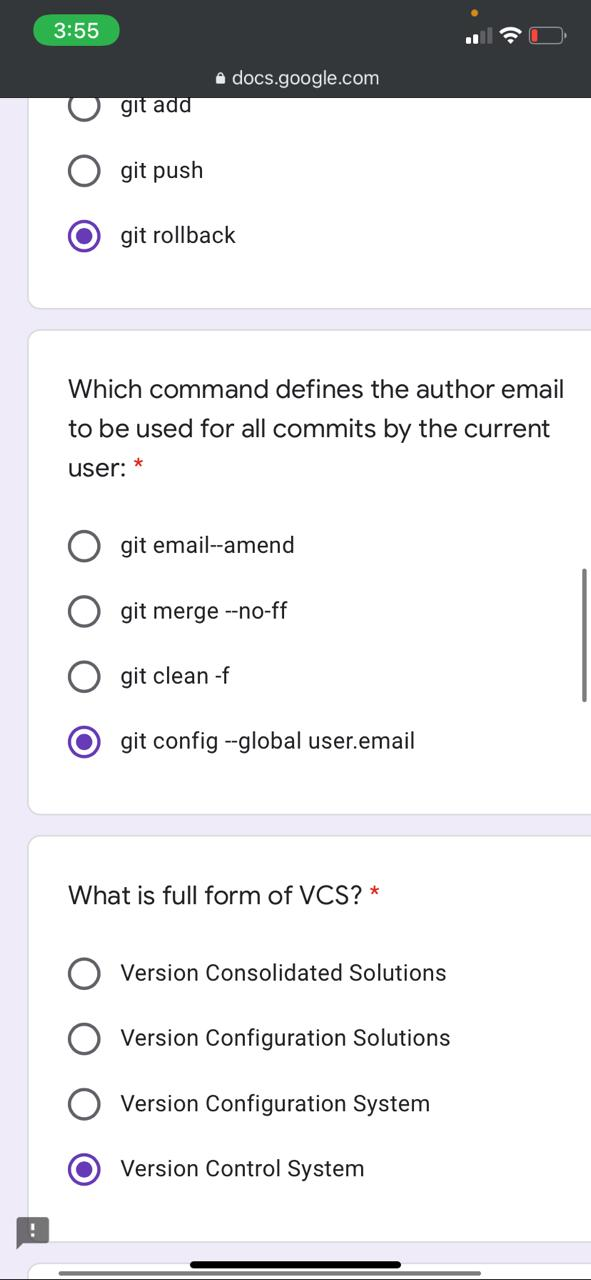 3:55
docs.google.com
git add
git push
git rollback
Which command defines the author email
to be used for all commits by the current
user: *
git email--amend
git merge --no-ff
git clean -f
git config --global user.email
What is full form of VCS? *
Version Consolidated Solutions
Version Configuration Solutions
Version Configuration System
Version Control System